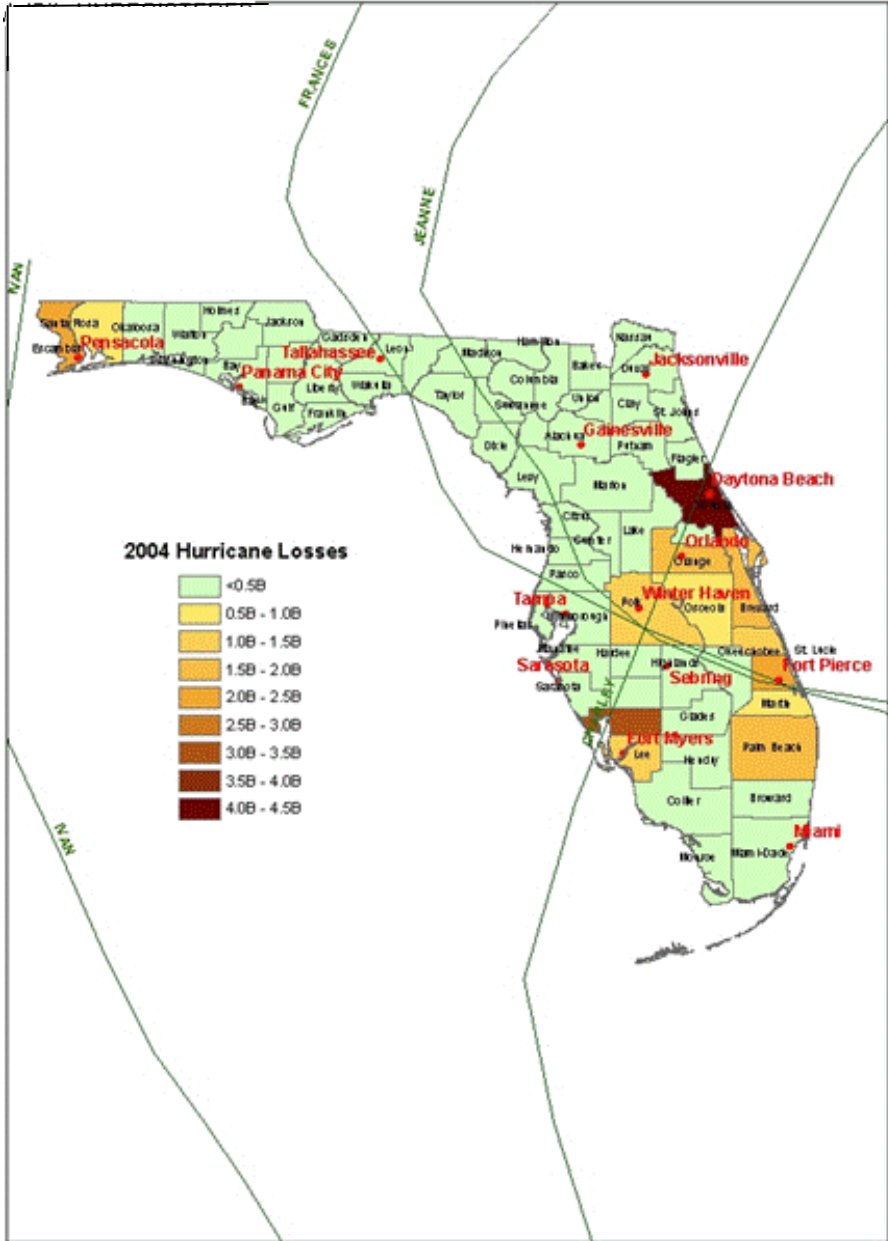 FRANCES
JEANNE
IVAN
Santa Rosa
Okaloosa
Holmes
Walton
Jackson
Escambia
Pensacola
Washington
Bay
Panama City
Gadsden
Leon
Tallahassee
Liberty
Wakulla
Gulf
Franklin
Madison
Hamilton
Taylor
Columbia
Suwannee
Baker
Nassau
Duval
Jacksonville
Union
Clay
St. Johns
Dixie
Alachua
Gainesville
Putnam
Flagler
Levy
Marion
Daytona Beach
Citrus
Sumter
Lake
Hernando
Orlando
Orange
2004 Hurricane Losses
<0.5B
0.5B - 1.0B
1.0B - 1.5B
1.5B - 2.0B
2.0B - 2.5B
2.5B - 3.0B
3.0B - 3.5B
3.5B - 4.0B
4.0B - 4.5B
Pasco
Polk
Winter Haven
Osceola
Brevard
Tampa
Pinellas
Hardee
Okeechobee
St. Lucie
Sarasota
Sarasota
Highlands
Sebring
Fort Pierce
Martin
CHARLEY
Glades
Fort Myers
Lee
Hendry
Palm Beach
Collier
Broward
Miami
Monroe
Miami-Dade
IVAN